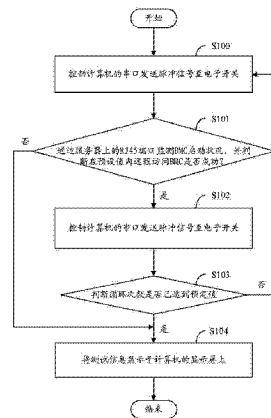 开始
S100
控制计算机的串口发送脉冲信号至电子开关
S101
否
通过服务器上的RJ45端口监测BMC启动状况，并判断在预设值内远程访问BMC是否成功?
是
S102
控制计算机的串口发送脉冲信号至电子开关
S103
判断循环次数是否已达到预定值
否
是
S104
将测试信息显示于计算机的显示屏上
结束